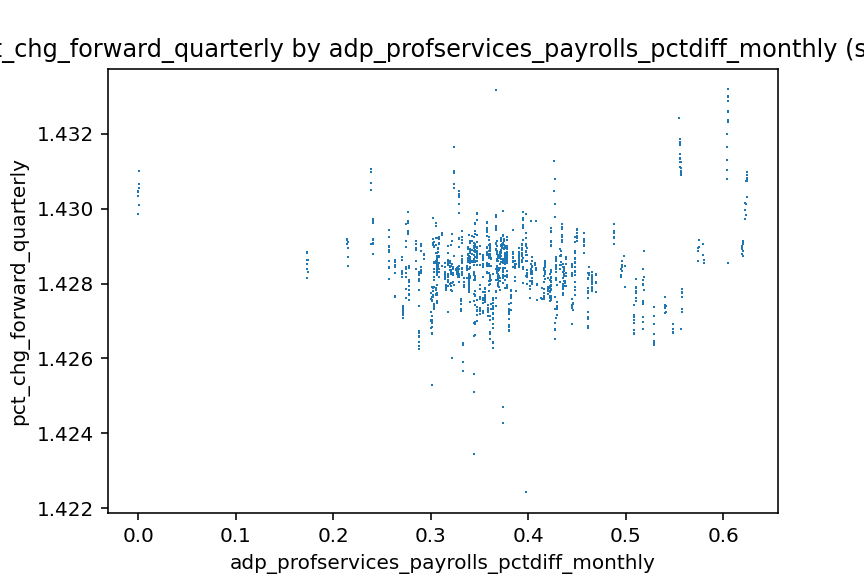 t_chg_forward_quarterly by adp_profservices_payrolls_pctdiff_monthly (s
pct_chg_forward_quarterly
1.432
1.430
1.428
1.426
1.424
1.422
0.0 0.1 0.2 0.3 0.4 0.5 0.6
adp_profservices_payrolls_pctdiff_monthly